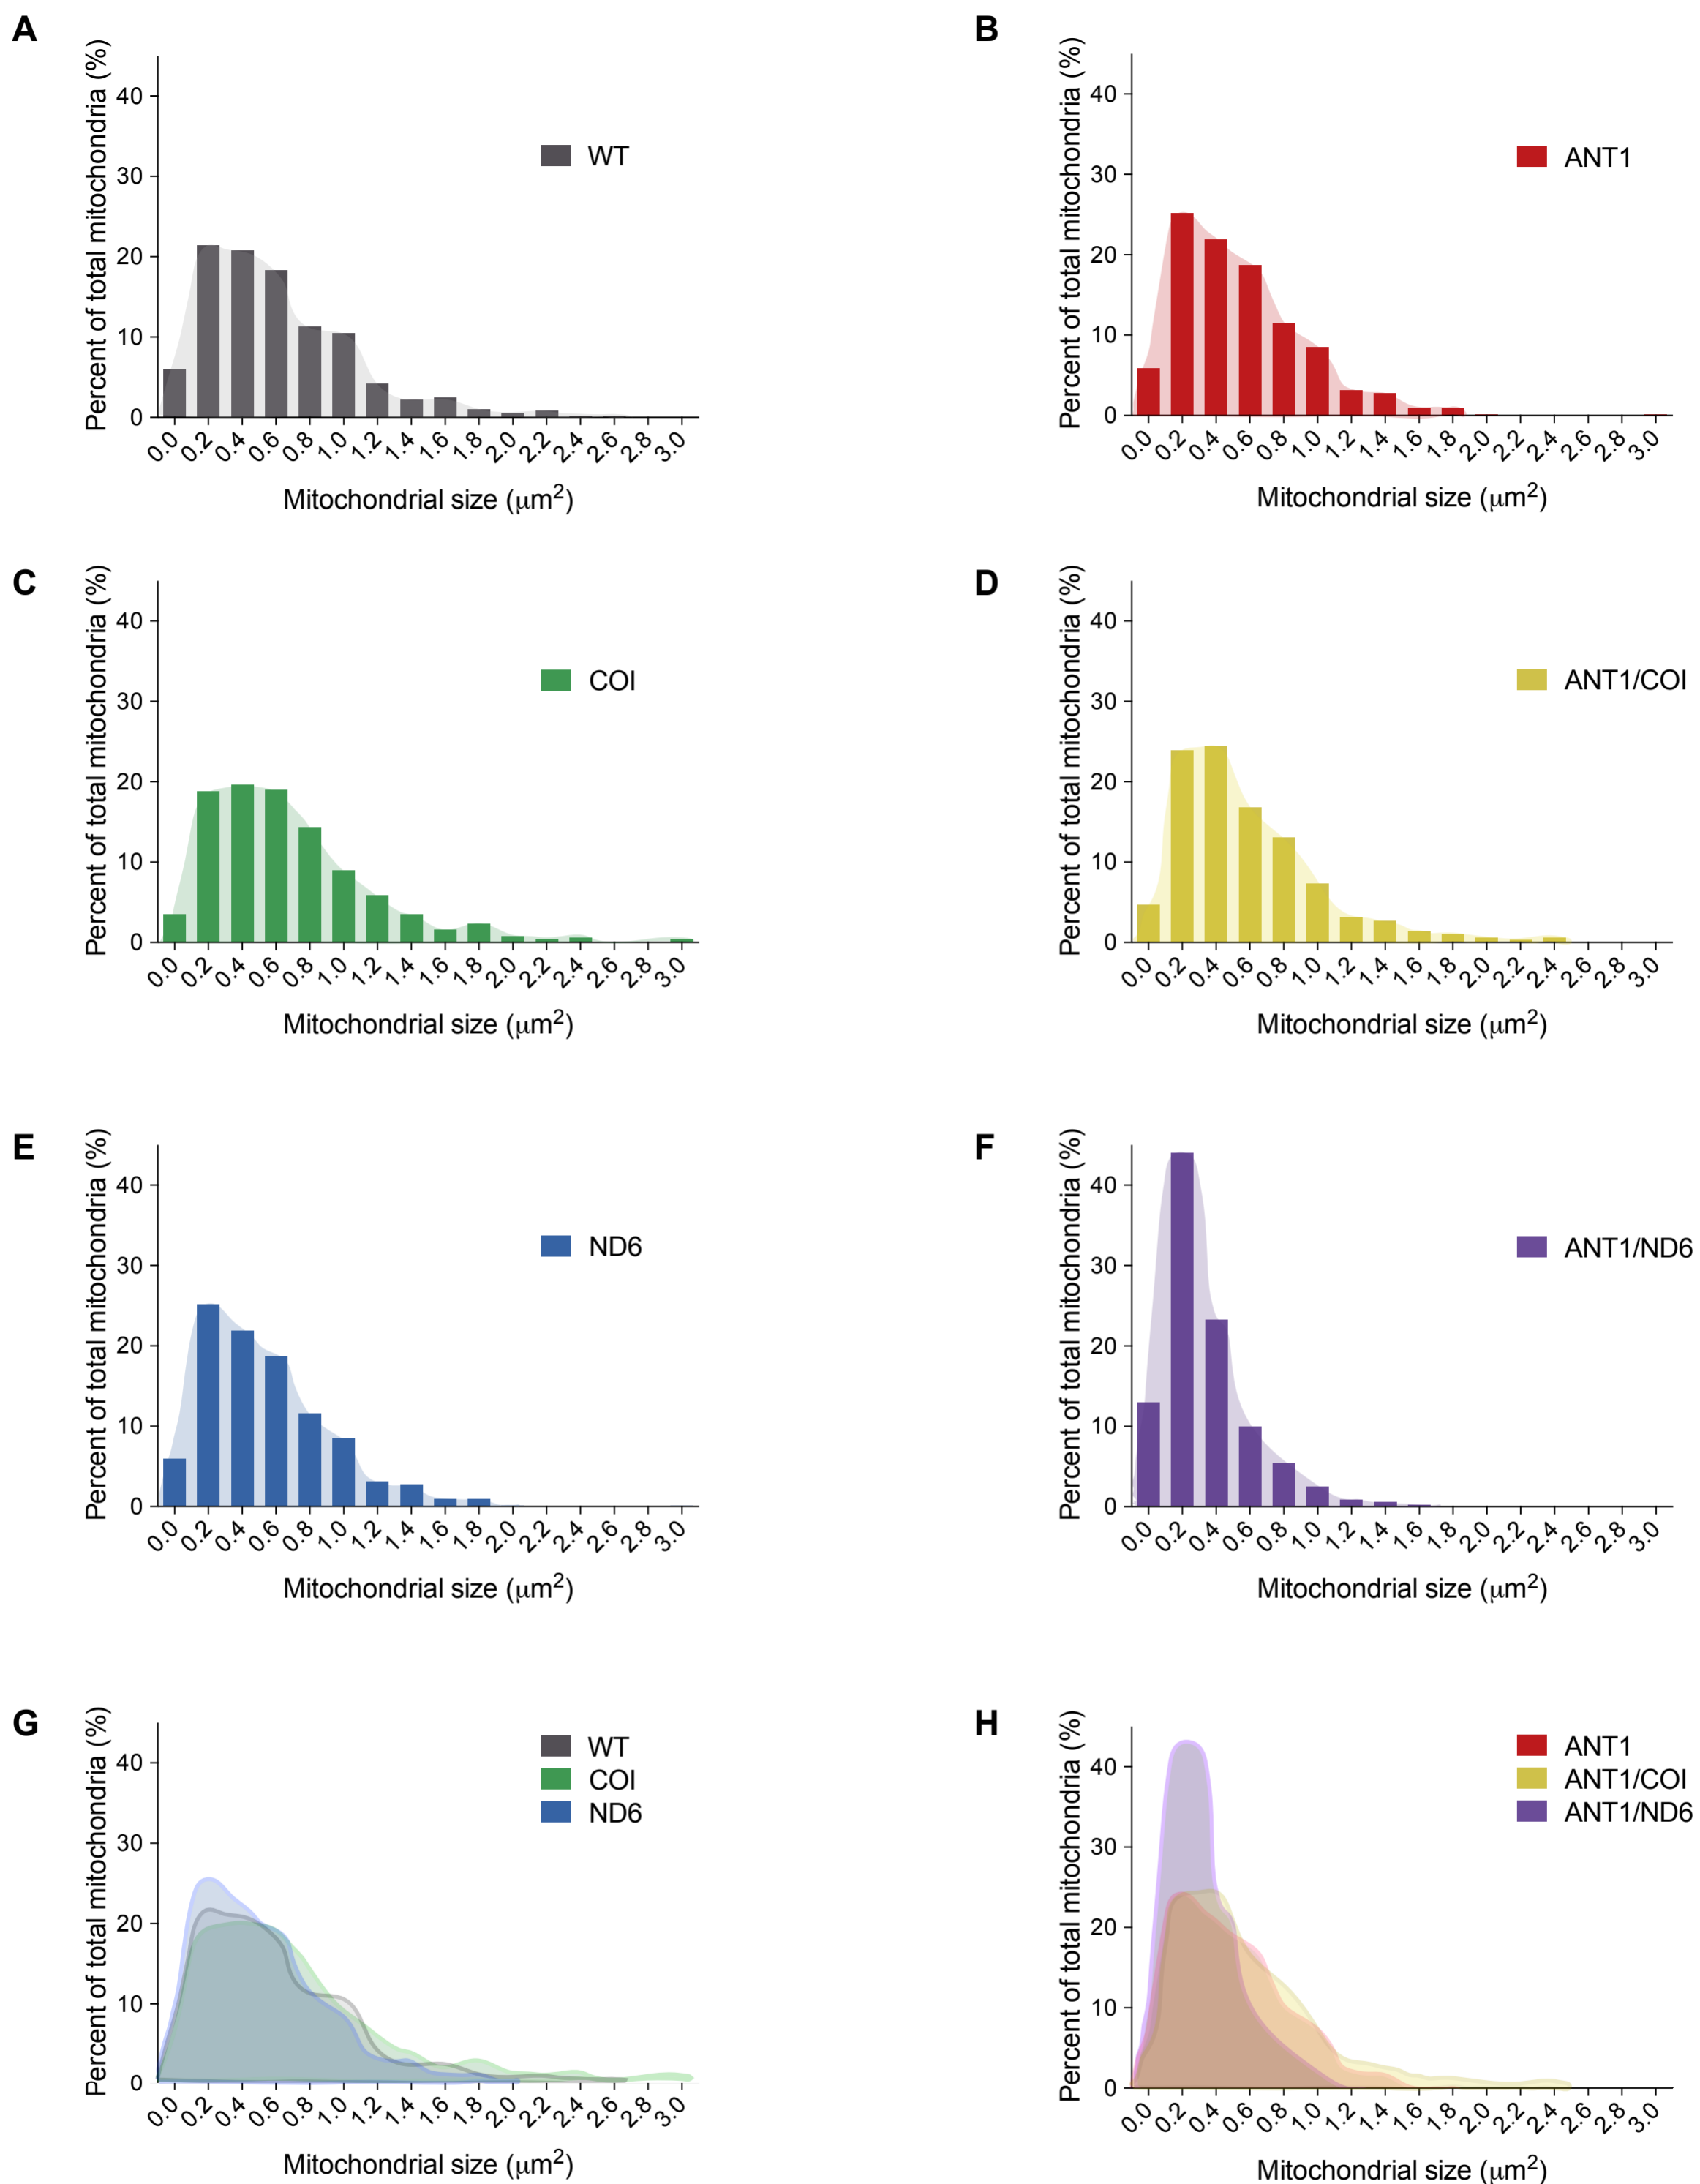 A
Percent of total mitochondria (%)
40
30
20
10
0
WT
0.0 0.2 0.4 0.6 0.8 1.0 1.2 1.4 1.6 1.8 2.0 2.2 2.4 2.6 2.8 3.0
Mitochondrial size (μm²)
B
Percent of total mitochondria (%)
40
30
20
10
0
ANT1
0.0 0.2 0.4 0.6 0.8 1.0 1.2 1.4 1.6 1.8 2.0 2.2 2.4 2.6 2.8 3.0
Mitochondrial size (μm²)
C
Percent of total mitochondria (%)
40
30
20
10
0
COI
0.0 0.2 0.4 0.6 0.8 1.0 1.2 1.4 1.6 1.8 2.0 2.2 2.4 2.6 2.8 3.0
Mitochondrial size (μm²)
D
Percent of total mitochondria (%)
40
30
20
10
0
ANT1/COI
0.0 0.2 0.4 0.6 0.8 1.0 1.2 1.4 1.6 1.8 2.0 2.2 2.4 2.6 2.8 3.0
Mitochondrial size (μm²)
E
Percent of total mitochondria (%)
40
30
20
10
0
ND6
0.0 0.2 0.4 0.6 0.8 1.0 1.2 1.4 1.6 1.8 2.0 2.2 2.4 2.6 2.8 3.0
Mitochondrial size (μm²)
F
Percent of total mitochondria (%)
40
30
20
10
0
ANT1/ND6
0.0 0.2 0.4 0.6 0.8 1.0 1.2 1.4 1.6 1.8 2.0 2.2 2.4 2.6 2.8 3.0
Mitochondrial size (μm²)
G
Percent of total mitochondria (%)
40
30
20
10
0
WT
COI
ND6
0.0 0.2 0.4 0.6 0.8 1.0 1.2 1.4 1.6 1.8 2.0 2.2 2.4 2.6 2.8 3.0
Mitochondrial size (μm²)
H
Percent of total mitochondria (%)
40
30
20
10
0
ANT1
ANT1/COI
ANT1/ND6
0.0 0.2 0.4 0.6 0.8 1.0 1.2 1.4 1.6 1.8 2.0 2.2 2.4 2.6 2.8 3.0
Mitochondrial size (μm²)